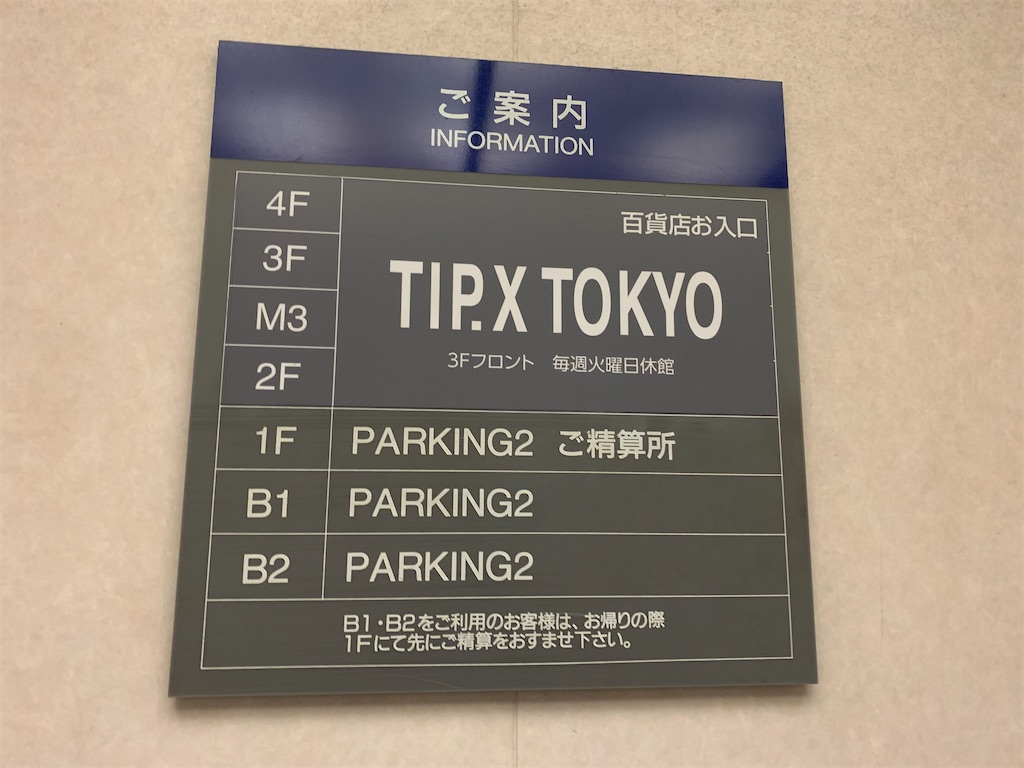 ご案内
INFORMATION
4F
百貨店お入口
3F
TIP.X TOKYO
M3
3Fフロント 毎週火曜日休館
2F
1F PARKING2 ご精算所
B1 PARKING2
B2 PARKING2
B1・B2をご利用のお客様は、お帰りの際
1Fにて先にご精算をおすませ下さい。